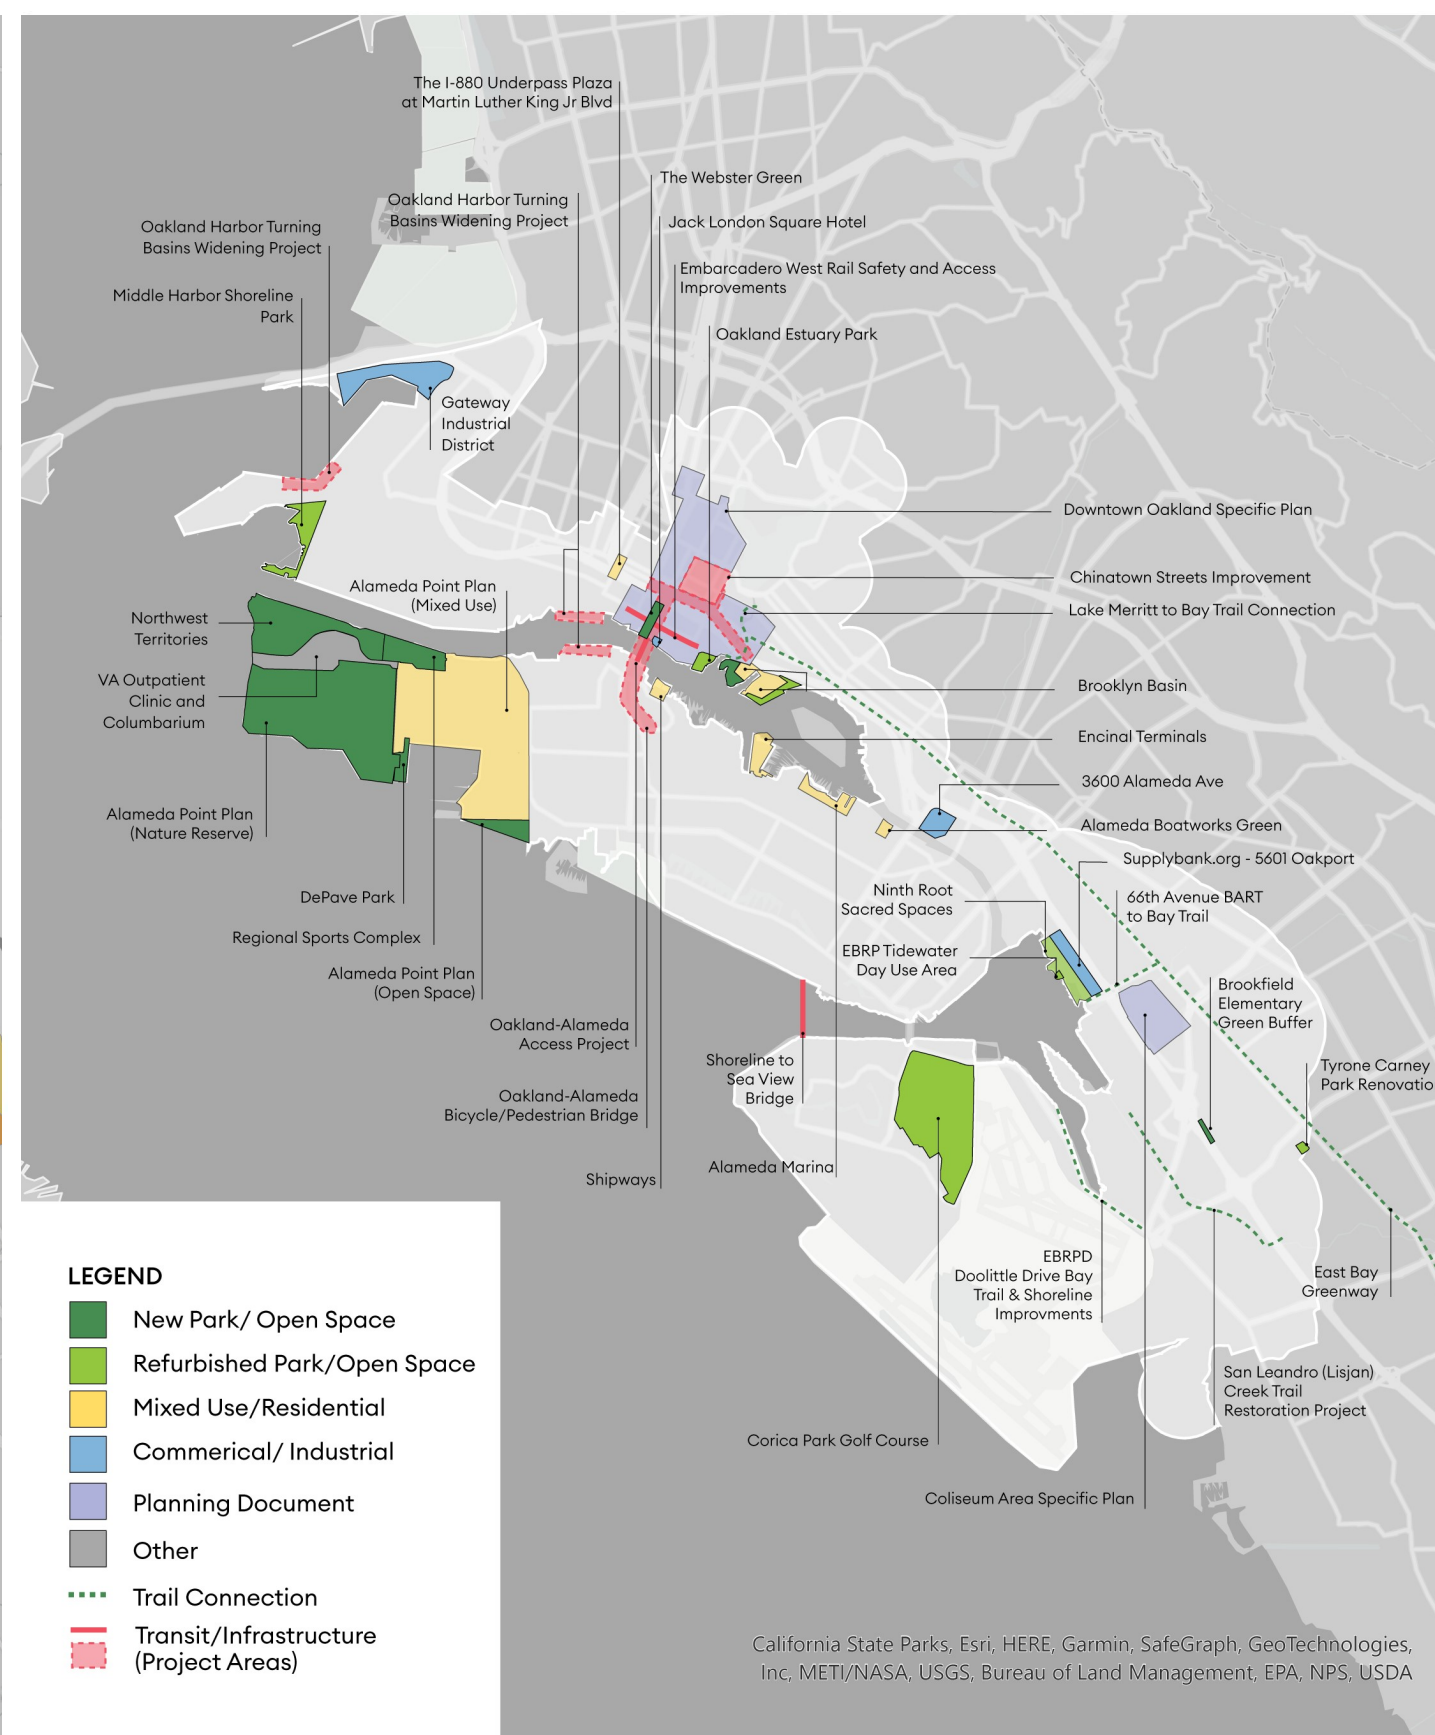 The I-880 Underpass Plaza
at Martin Luther King Jr Blvd
The Webster Green
Oakland Harbor Turning
Basins Widening Project
Jack London Square Hotel
Oakland Harbor Turning
Basins Widening Project
Embarcadero West Rail Safety and Access
Improvements
Middle Harbor Shoreline
Park
Oakland Estuary Park
Gateway
Industrial
District
Downtown Oakland Specific Plan
Chinatown Streets Improvement
Alameda Point Plan
(Mixed Use)
Lake Merritt to Bay Trail Connection
Northwest
Territories
VA Outpatient
Clinic and
Columbarium
Brooklyn Basin
Encinal Terminals
3600 Alameda Ave
Alameda Point Plan
(Nature Reserve)
Alameda Boatworks Green
Supplybank.org - 5601 Oakport
DePave Park
Ninth Root
Sacred Spaces
66th Avenue BART
to Bay Trail
Regional Sports Complex
EBRP Tidewater
Day Use Area
Alameda Point Plan
(Open Space)
Brookfield
Elementary
Green Buffer
Oakland-Alameda
Access Project
Shoreline to
Sea View
Bridge
Tyrone Carney
Park Renovatio
Oakland-Alameda
Bicycle/Pedestrian Bridge
Alameda Marina
Shipways
EBRPD
Doolittle Drive Bay
Trail & Shoreline
Improvments
East Bay
Greenway
San Leandro (Lisjan)
Creek Trail
Restoration Project
Corica Park Golf Course
Coliseum Area Specific Plan
LEGEND
New Park/ Open Space
Refurbished Park/Open Space
Mixed Use/Residential
Commerical/ Industrial
Planning Document
Other
Trail Connection
Transit/Infrastructure
(Project Areas)
California State Parks, Esri, HERE, Garmin, SafeGraph, GeoTechnologies,
Inc, METI/NASA, USGS, Bureau of Land Management, EPA, NPS, USDA